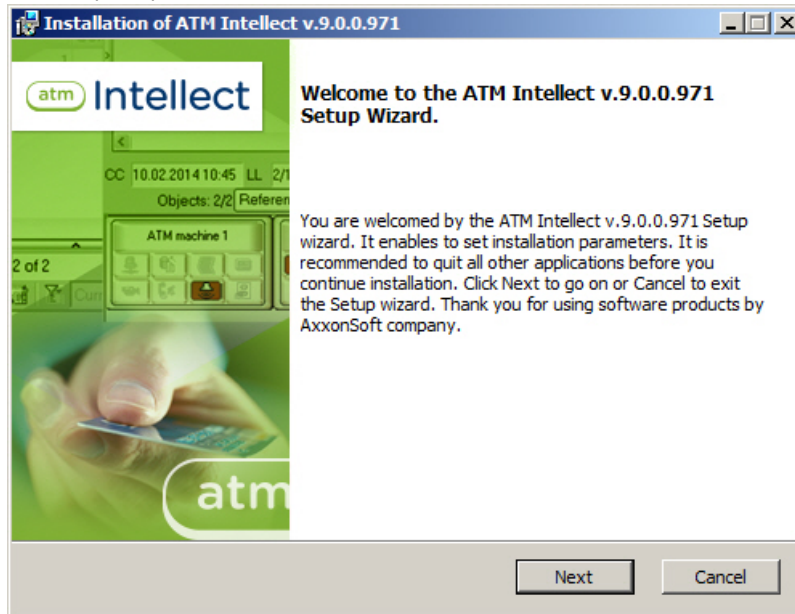 Installation of ATM Intellect v.9.0.0.971
atm Intellect
Welcome to the ATM Intellect v.9.0.0.971
Setup Wizard.
CC 10.02.2014 10:45 LL
Objects: 2/2
ATM machine 1
2 of 2
You are welcomed by the ATM Intellect v.9.0.0.971 Setup
wizard. It enables to set installation parameters. It is
recommended to quit all other applications before you
continue installation. Click Next to go on or Cancel to exit
the Setup wizard. Thank you for using software products by
AxxonSoft company.
atm
Next
Cancel